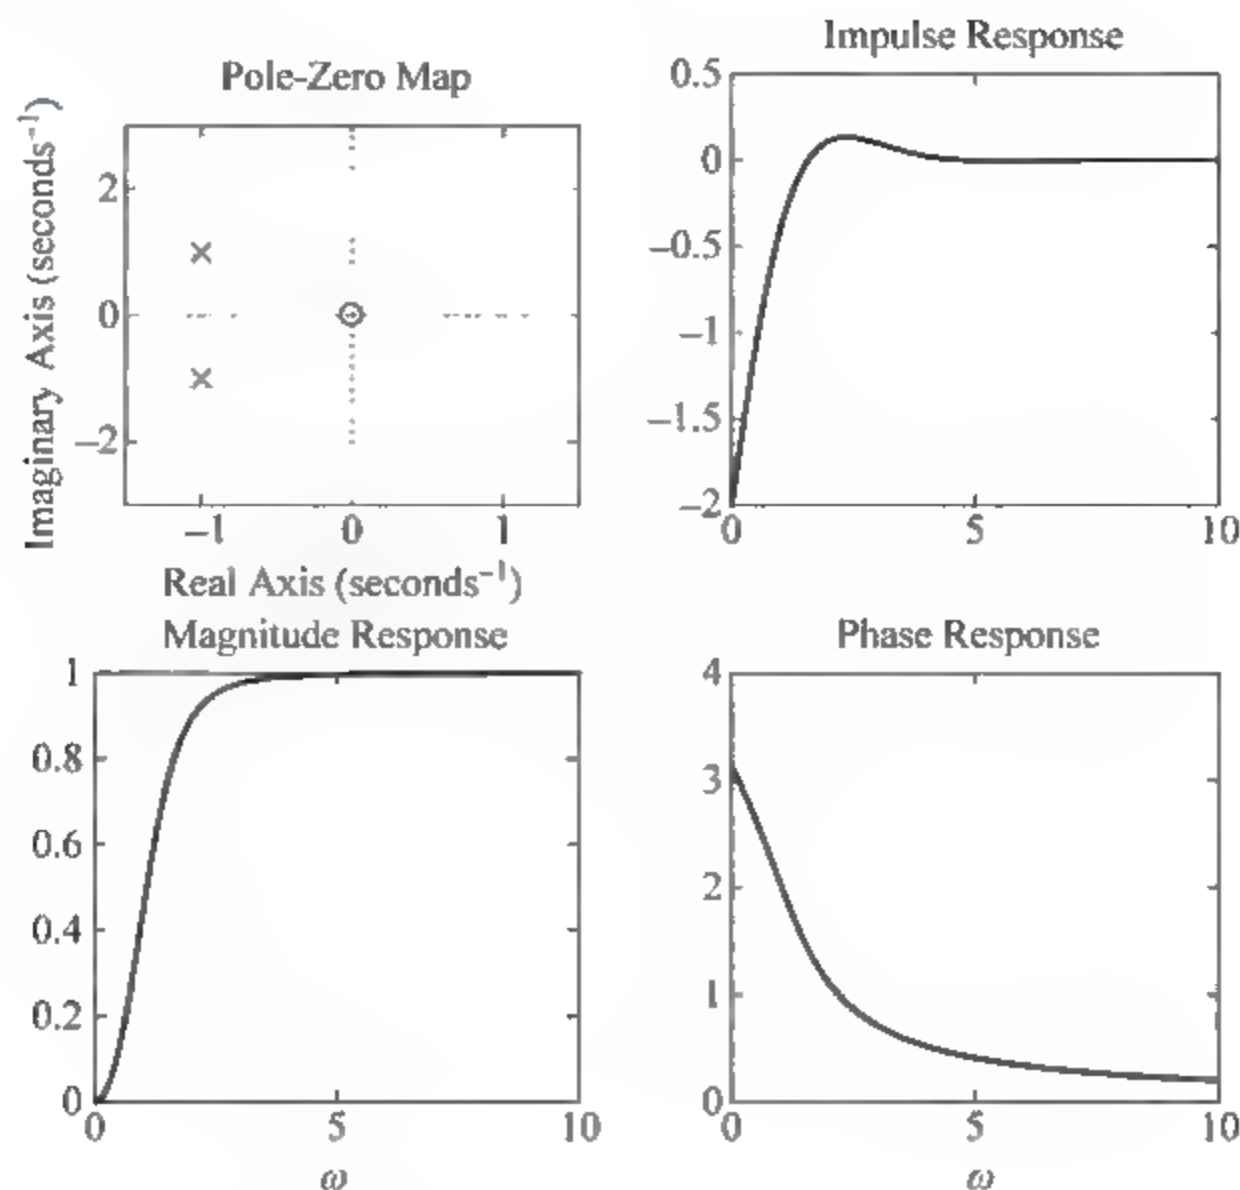 Pole-Zero Map
Imaginary Axis (seconds⁻¹)
2
0
−2
−1 0 1
Real Axis (seconds⁻¹)
Impulse Response
0.5
0
−0.5
−1
−1.5
−2
0 5 10
Magnitude Response
1
0.8
0.6
0.4
0.2
0
0 5 10
ω
Phase Response
4
3
2
1
0
0 5 10
ω